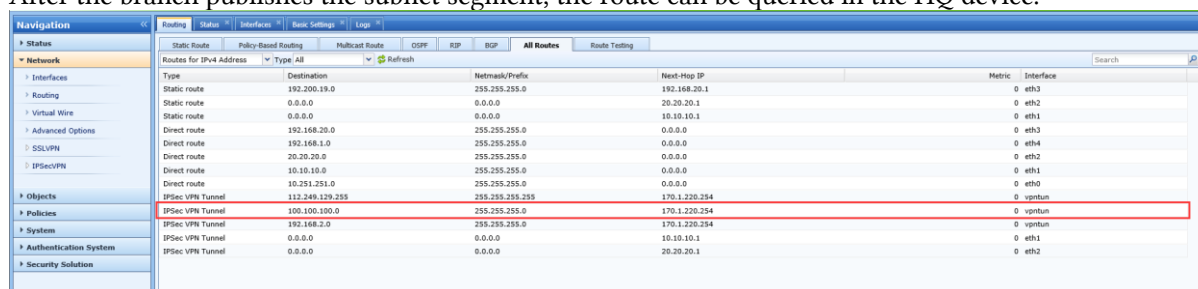 After the branch publishes the subnet segment, the route can be queried in the HQ device.
Navigation
Routing Status Interfaces Basic Settings Logs
Status
Network
Interfaces
Routing
Virtual Wire
Advanced Options
SSLVPN
IPSecVPN
Objects
Policies
System
Authentication System
Security Solution
Static Route Policy-Based Routing Multicast Route OSPF RIP BGP All Routes Route Testing
Routes for IPv4 Address Type All Refresh Search
Type Destination Netmask/Prefix Next-Hop IP Metric Interface
Static route 192.200.19.0 255.255.255.0 192.168.20.1 0 eth3
Static route 0.0.0.0 0.0.0.0 20.20.20.1 0 eth2
Static route 0.0.0.0 0.0.0.0 10.10.10.1 0 eth1
Direct route 192.168.20.0 255.255.255.0 0.0.0.0 0 eth3
Direct route 192.168.1.0 255.255.255.0 0.0.0.0 0 eth4
Direct route 20.20.20.0 255.255.255.0 0.0.0.0 0 eth2
Direct route 10.10.10.0 255.255.255.0 0.0.0.0 0 eth1
Direct route 10.251.251.0 255.255.255.0 0.0.0.0 0 eth0
IPSec VPN Tunnel 112.249.129.255 255.255.255.255 170.1.220.254 0 vpntun
IPSec VPN Tunnel 100.100.100.0 255.255.255.0 170.1.220.254 0 vpntun
IPSec VPN Tunnel 192.168.2.0 255.255.255.0 170.1.220.254 0 vpntun
IPSec VPN Tunnel 0.0.0.0 0.0.0.0 10.10.10.1 0 eth1
IPSec VPN Tunnel 0.0.0.0 0.0.0.0 20.20.20.1 0 eth2